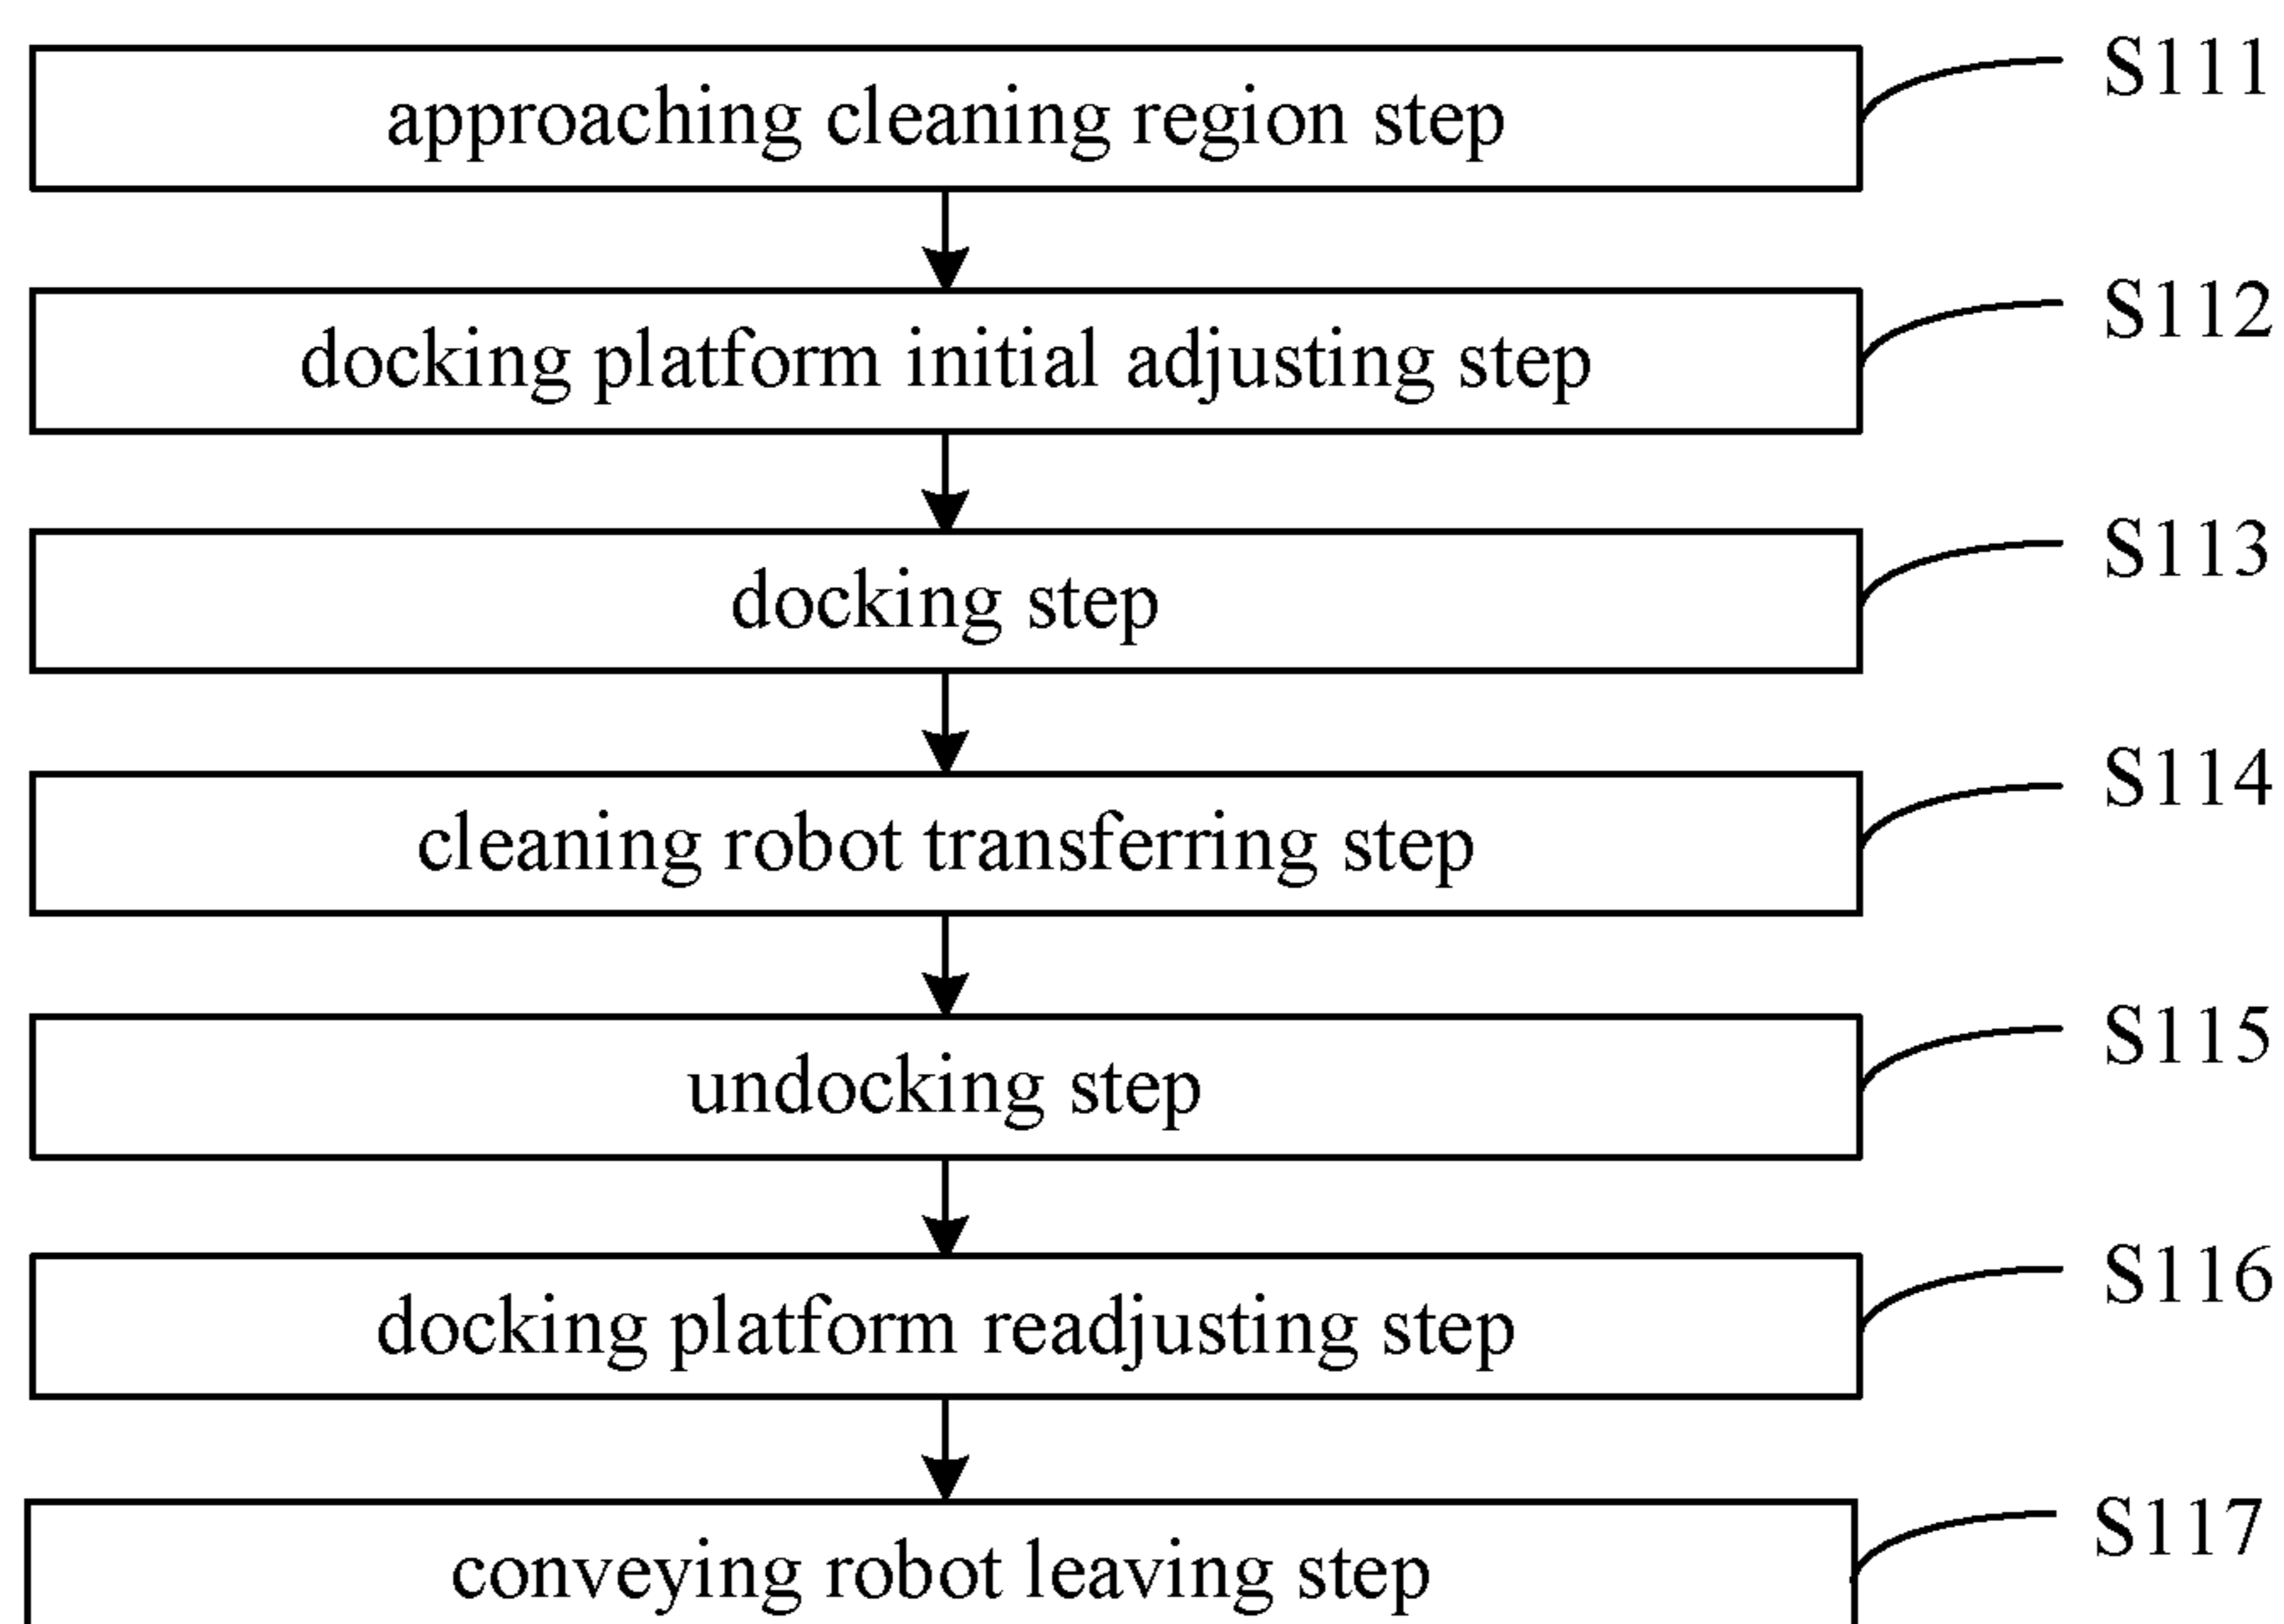 approaching cleaning region step S111
docking platform initial adjusting step S112
docking step S113
cleaning robot transferring step S114
undocking step S115
docking platform readjusting step S116
conveying robot leaving step S117